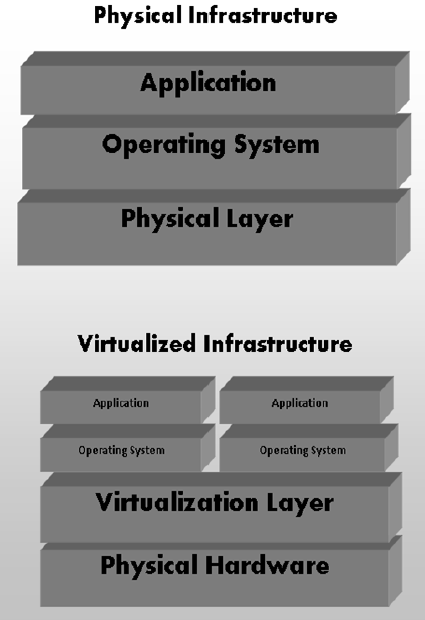 Physical Infrastructure
Application
Operating System
Physical Layer
Virtualized Infrastructure
Application Application
Operating System Operating System
Virtualization Layer
Physical Hardware